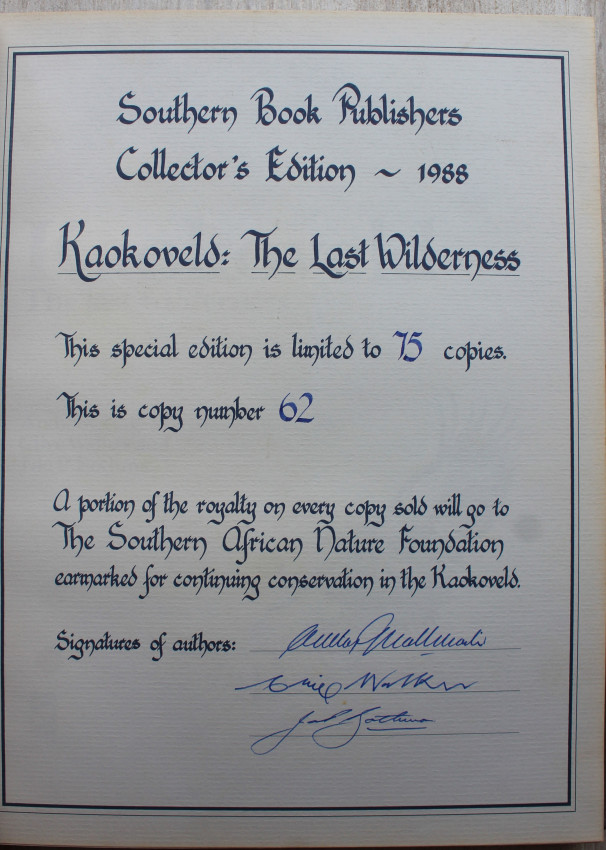 Southern Book Publishers
Collector's Edition ~ 1988
Kaokoveld: The Last Wilderness
This special edition is limited to 75 copies.
This is copy number 62
A portion of the royalty on every copy sold will go to
The Southern African Nature Foundation
earmarked for continuing conservation in the Kaokoveld.
Signatures of authors:
Walker